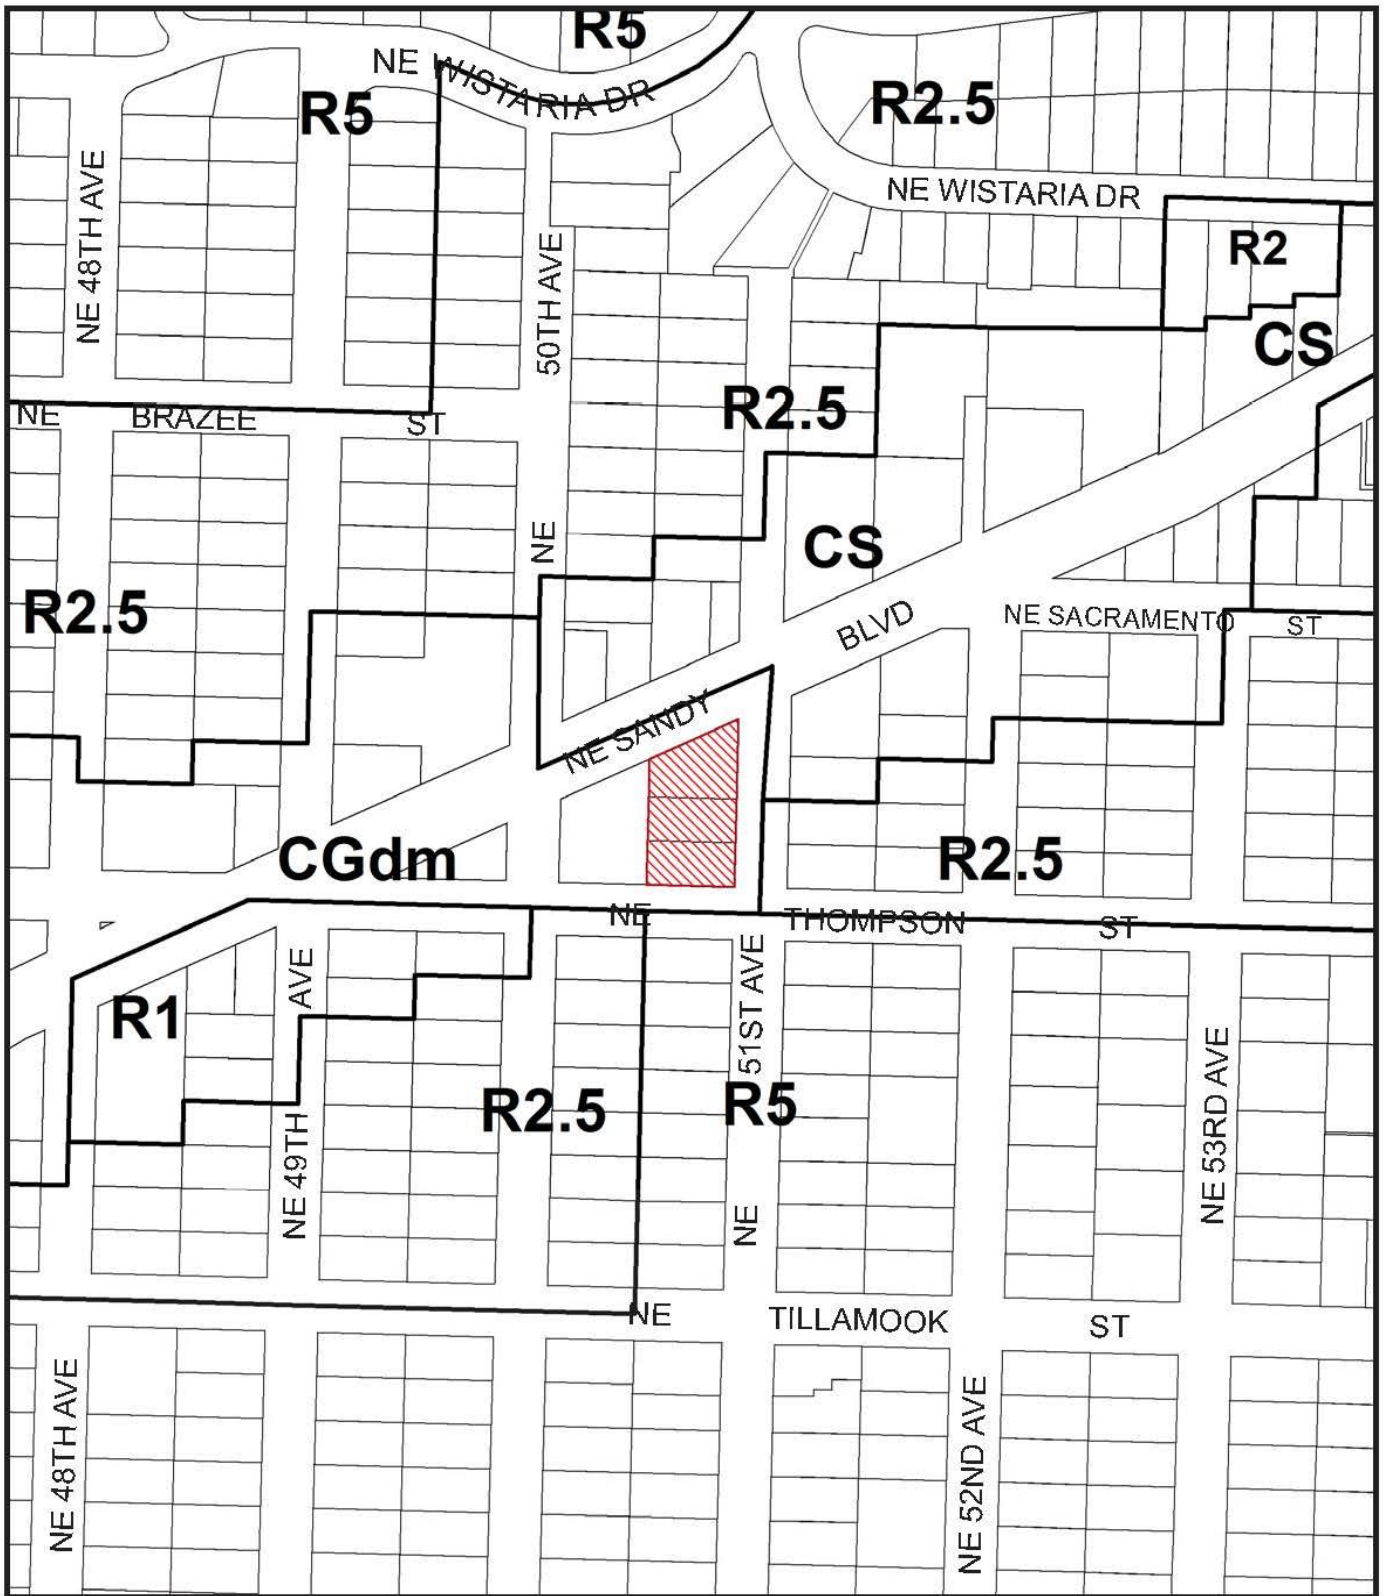 R5
NE WISTARIA DR
R5
R2.5
NE 48TH AVE
NE WISTARIA DR
R2
50TH AVE
NE
CS
R2.5
NE BRAZEE ST
CS
R2.5
NE SACRAMENTO ST
BLVD
NE SANDY
CGdm
R2.5
NE THOMPSON ST
AVE
NE 49TH
51ST AVE
NE
R1
R2.5
R5
NE 53RD AVE
NE TILLAMOOK ST
NE 48TH AVE
NE 52ND AVE